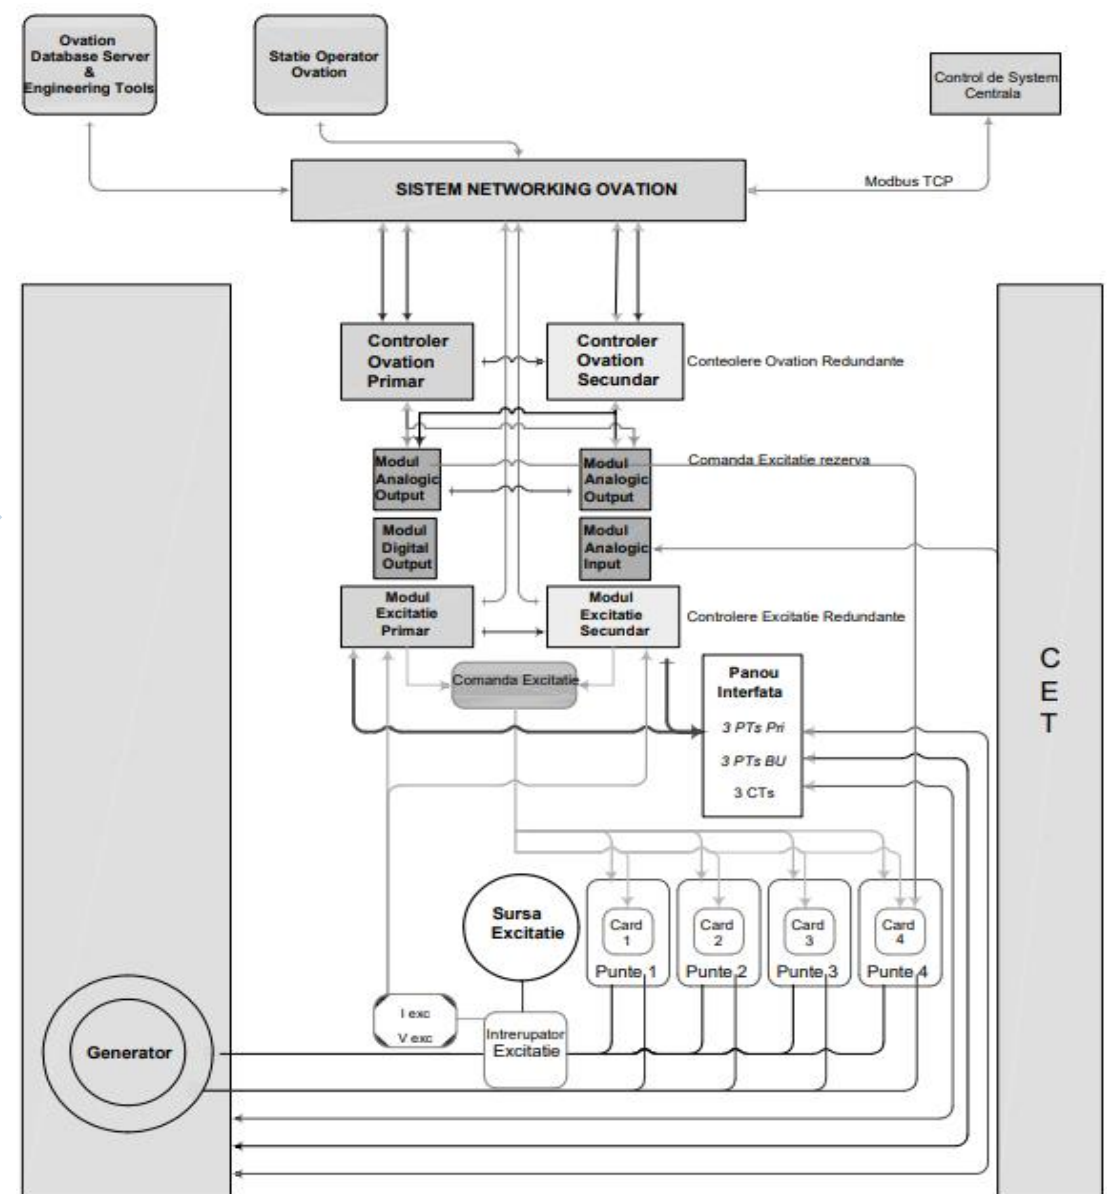 Ovation
Database Server
&
Engineering Tools
Statie Operator
Ovation
Control de System
Centrala
SISTEM NETWORKING OVATION
Modbus TCP
Controler
Ovation
Primar
Controler
Ovation
Secundar
Conteolere Ovation Redundante
Modul
Analogic
Output
Modul
Analogic
Output
Comanda Excitatie rezerva
Modul
Digital
Output
Modul
Analogic
Input
Modul
Excitatie
Primar
Modul
Excitatie
Secundar
Controlere Excitatie Redundante
Comanda Excitatie
Panou
Interfata
3 PTs Pri
3 PTs BU
3 CTs
C
E
T
Sursa
Excitatie
Card
1
Card
2
Card
3
Card
4
Punte 1
Punte 2
Punte 3
Punte 4
I exc
V exc
Intrerupator
Excitatie
Generator